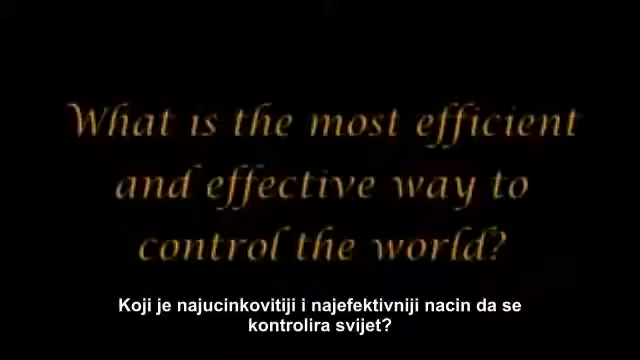 What is the most efficient
and effective way to
control the world?
Koji je najucinkovitiji i najefektivniji nacin da se
kontrolira svijet?